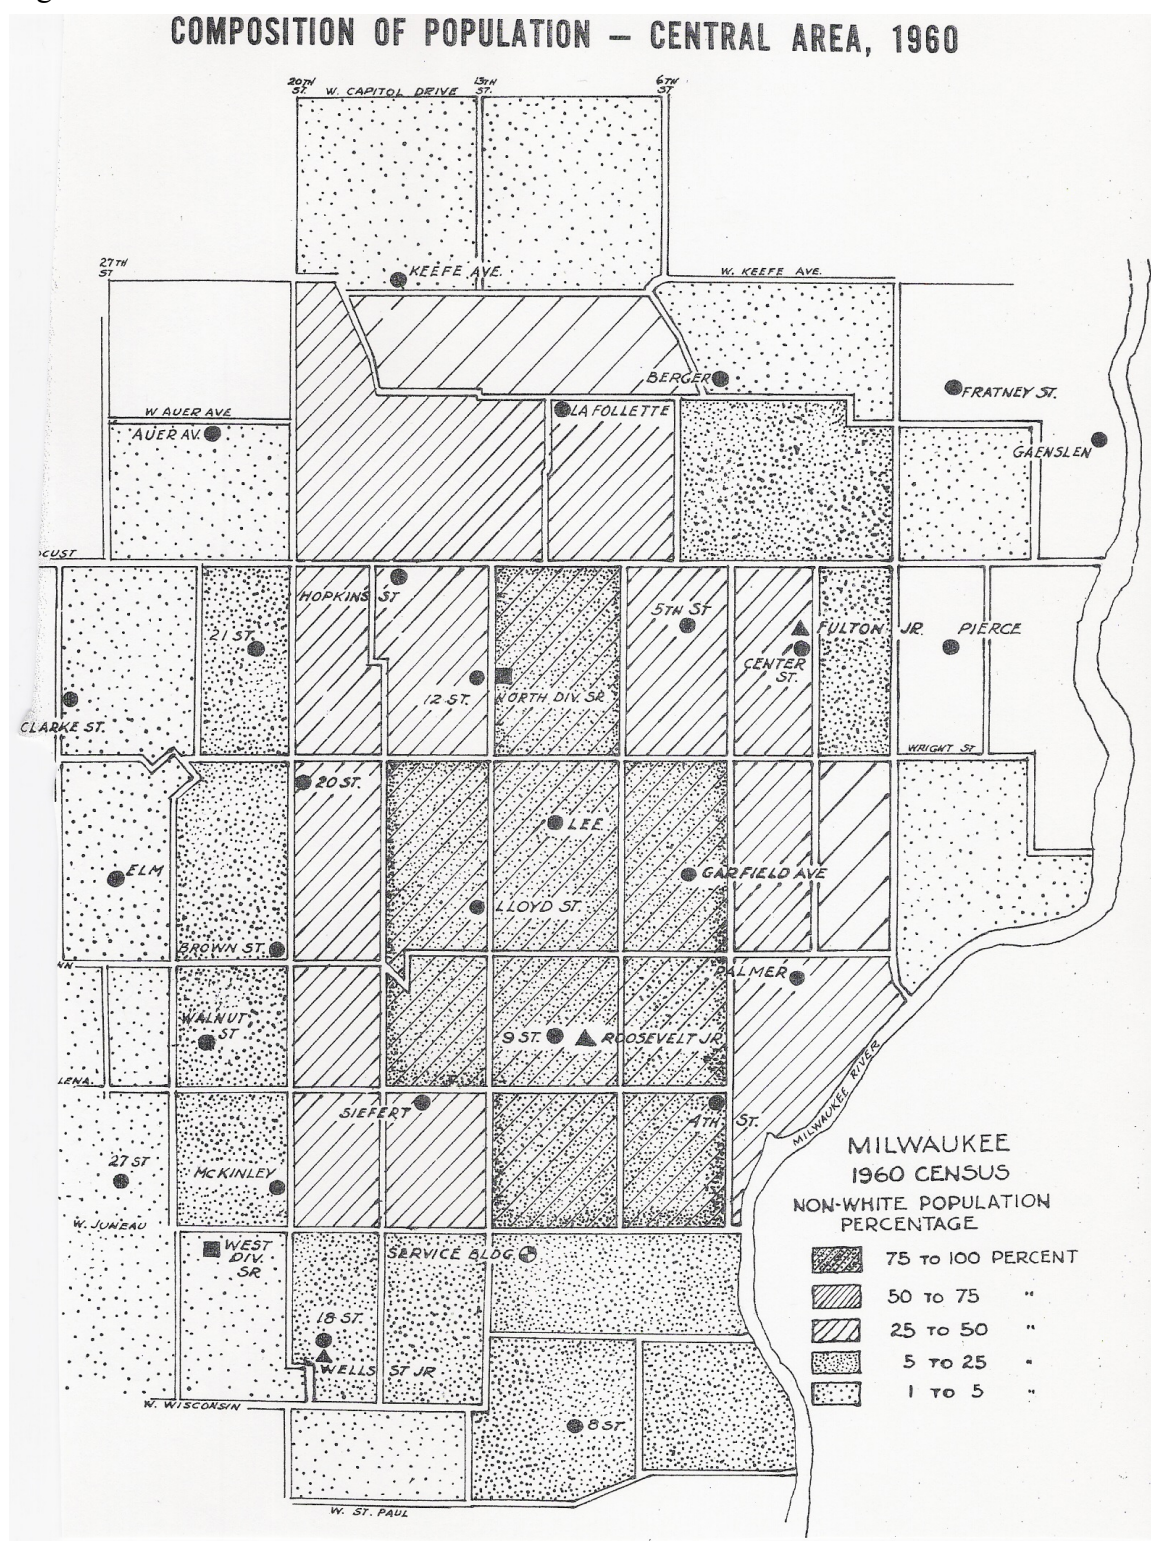 COMPOSITION OF POPULATION — CENTRAL AREA, 1960
20TH ST.
W. CAPITOL DRIVE
13TH ST.
6TH ST
27TH ST
KEEFE AVE.
W. KEEFE AVE.
BERGER
FRATNEY ST.
W AUER AVE
LA FOLLETTE
AUER AV.
GAENSLEN
HOPKINS ST
5TH ST
21 ST.
FULTON JR.
PIERCE
CENTER ST.
12 ST.
NORTH DIV. SR
CLARKE ST.
WRIGHT ST
20 ST.
LEE
ELM
GARFIELD AVE
LLOYD ST.
BROWN ST.
PALMER
WALNUT ST
9 ST.
ROOSEVELT JR
LENA.
SIEFERT
4TH ST.
MILWAUKEE RIVER
27 ST
McKINLEY
W. JUNEAU
WEST DIV. SR
SERVICE BLDG.
18 ST.
WELLS ST JR
W. WISCONSIN
8 ST.
W. ST. PAUL
MILWAUKEE
1960 CENSUS
NON-WHITE POPULATION
PERCENTAGE
75 TO 100 PERCENT
50 TO 75 "
25 TO 50 "
5 TO 25 "
1 TO 5 "